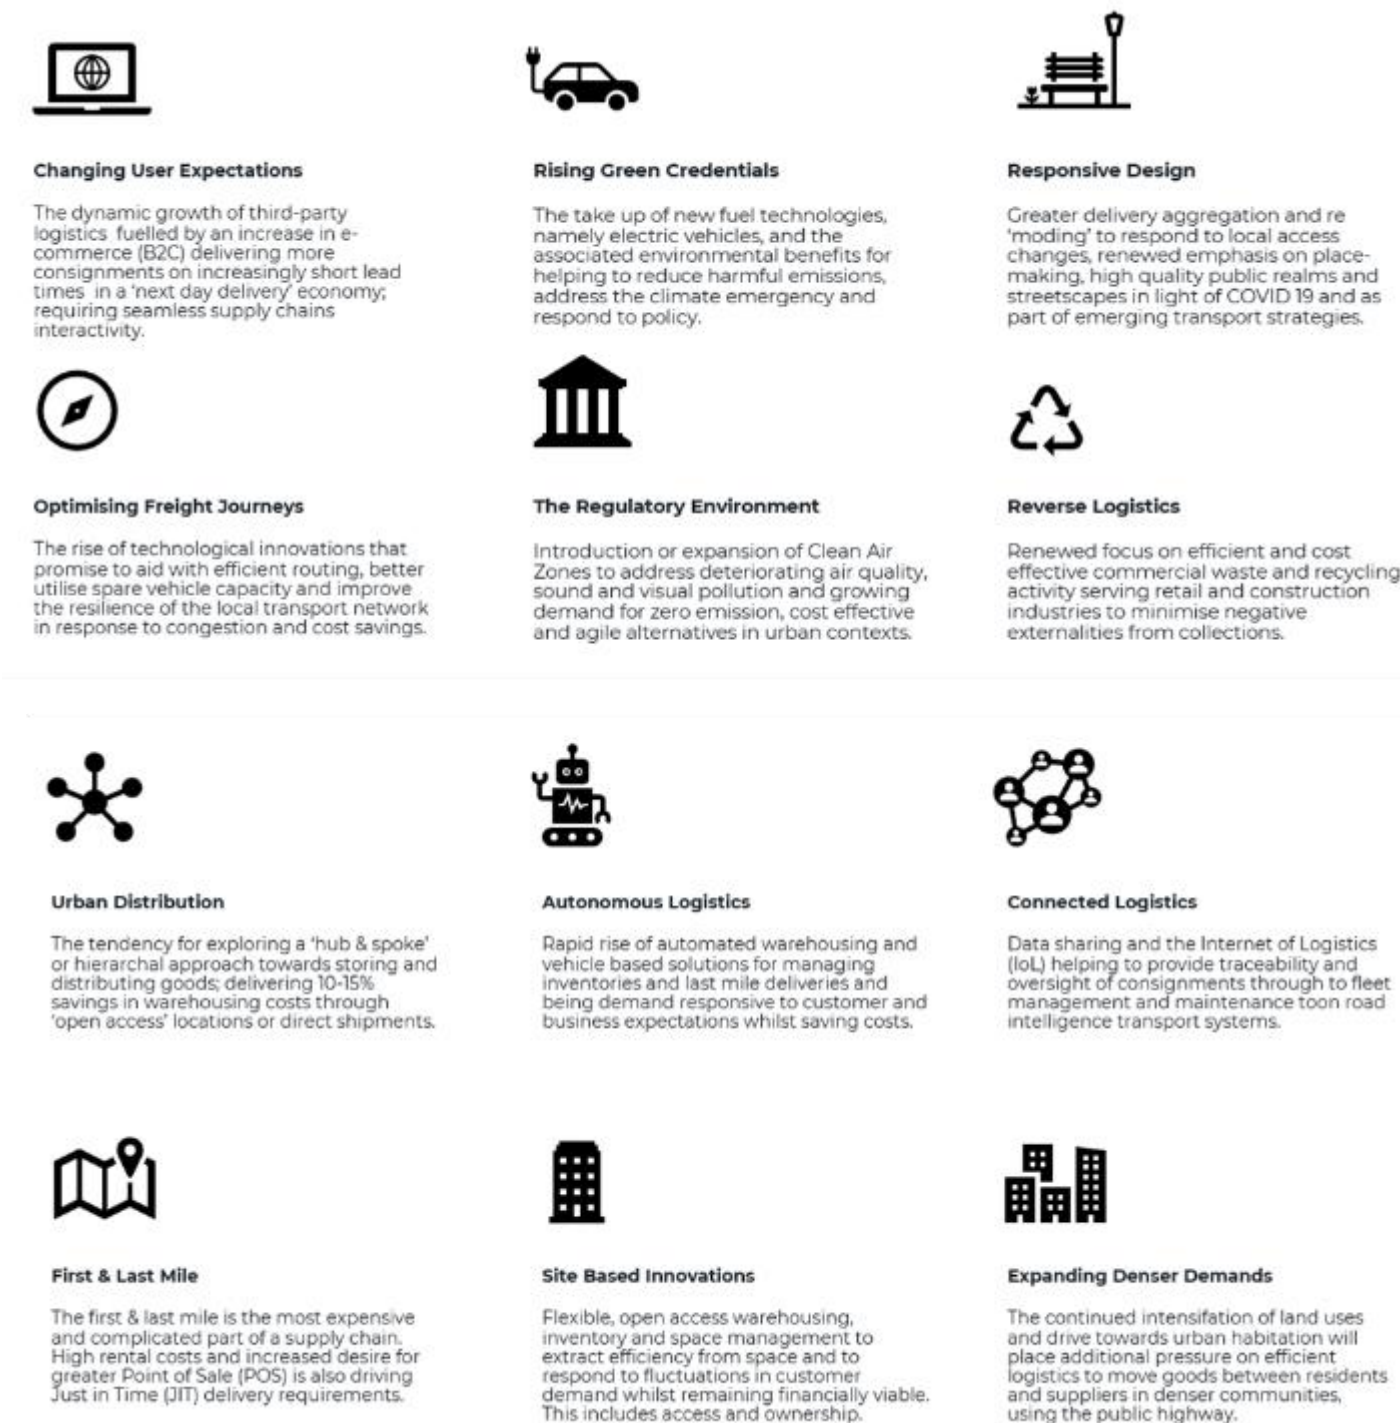 Changing User Expectations
The dynamic growth of third-party
logistics fuelled by an increase in e-
commerce (B2C) delivering more
consignments on increasingly short lead
times in a ‘next day delivery’ economy;
requiring seamless supply chains
interactivity.
Rising Green Credentials
The take up of new fuel technologies,
namely electric vehicles, and the
associated environmental benefits for
helping to reduce harmful emissions,
address the climate emergency and
respond to policy.
Responsive Design
Greater delivery aggregation and re
‘moding’ to respond to local access
changes, renewed emphasis on place-
making, high quality public realms and
streetscapes in light of COVID 19 and as
part of emerging transport strategies.
Optimising Freight Journeys
The rise of technological innovations that
promise to aid with efficient routing, better
utilise spare vehicle capacity and improve
the resilience of the local transport network
in response to congestion and cost savings.
The Regulatory Environment
Introduction or expansion of Clean Air
Zones to address deteriorating air quality,
sound and visual pollution and growing
demand for zero emission, cost effective
and agile alternatives in urban contexts.
Reverse Logistics
Renewed focus on efficient and cost
effective commercial waste and recycling
activity serving retail and construction
industries to minimise negative
externalities from collections.
Urban Distribution
The tendency for exploring a ‘hub & spoke’
or hierarchal approach towards storing and
distributing goods; delivering 10-15%
savings in warehousing costs through
‘open access’ locations or direct shipments.
Autonomous Logistics
Rapid rise of automated warehousing and
vehicle based solutions for managing
inventories and last mile deliveries and
being demand responsive to customer and
business expectations whilst saving costs.
Connected Logistics
Data sharing and the Internet of Logistics
(IoL) helping to provide traceability and
oversight of consignments through to fleet
management and maintenance toon road
intelligence transport systems.
First & Last Mile
The first & last mile is the most expensive
and complicated part of a supply chain.
High rental costs and increased desire for
greater Point of Sale (POS) is also driving
Just in Time (JIT) delivery requirements.
Site Based Innovations
Flexible, open access warehousing,
inventory and space management to
extract efficiency from space and to
respond to fluctuations in customer
demand whilst remaining financially viable.
This includes access and ownership.
Expanding Denser Demands
The continued intensifation of land uses
and drive towards urban habitation will
place additional pressure on efficient
logistics to move goods between residents
and suppliers in denser communities,
using the public highway.